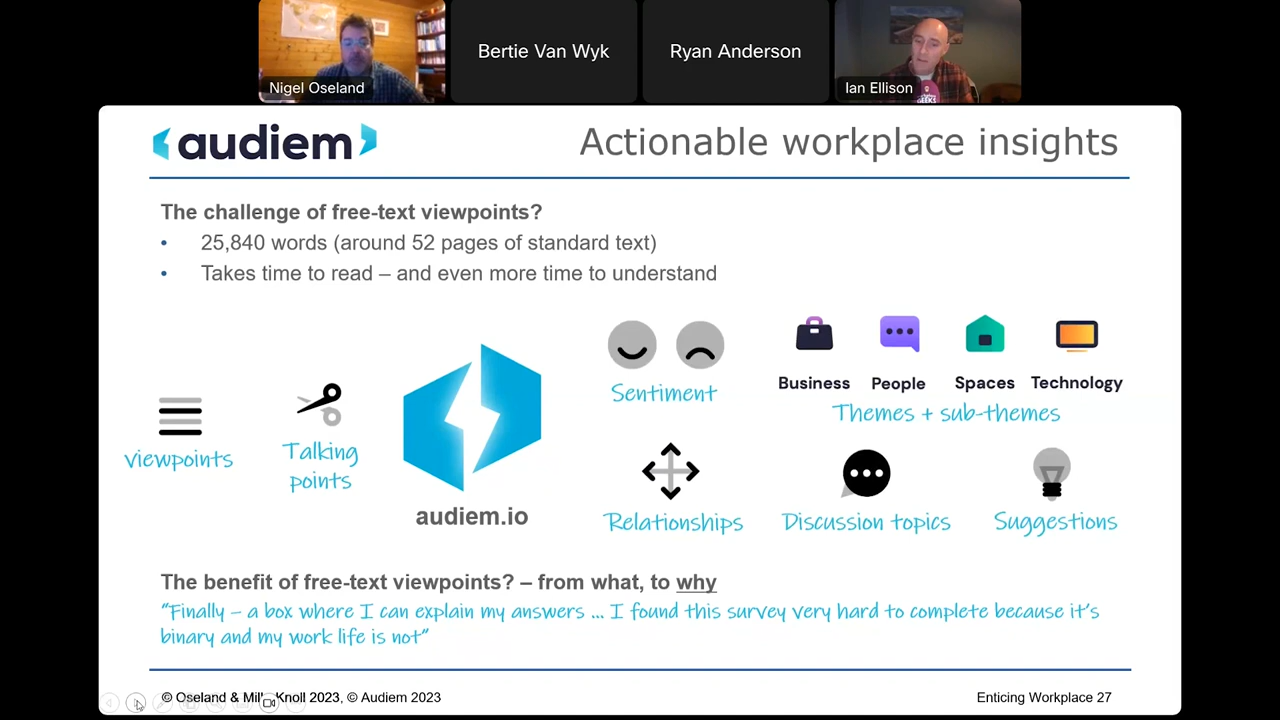 Nigel Oseland
Bertie Van Wyk
Ryan Anderson
Ian Ellison
audiem
Actionable workplace insights
The challenge of free-text viewpoints?
• 25,840 words (around 52 pages of standard text)
• Takes time to read – and even more time to understand
viewpoints
Talking
points
audiem.io
Sentiment
Business People Spaces Technology
Themes + sub-themes
Relationships
Discussion topics
Suggestions
The benefit of free-text viewpoints? – from what, to why
“Finally – a box where I can explain my answers ... I found this survey very hard to complete because it's
binary and my work life is not”
© Oseland & Mill Knoll 2023, © Audiem 2023
Enticing Workplace 27